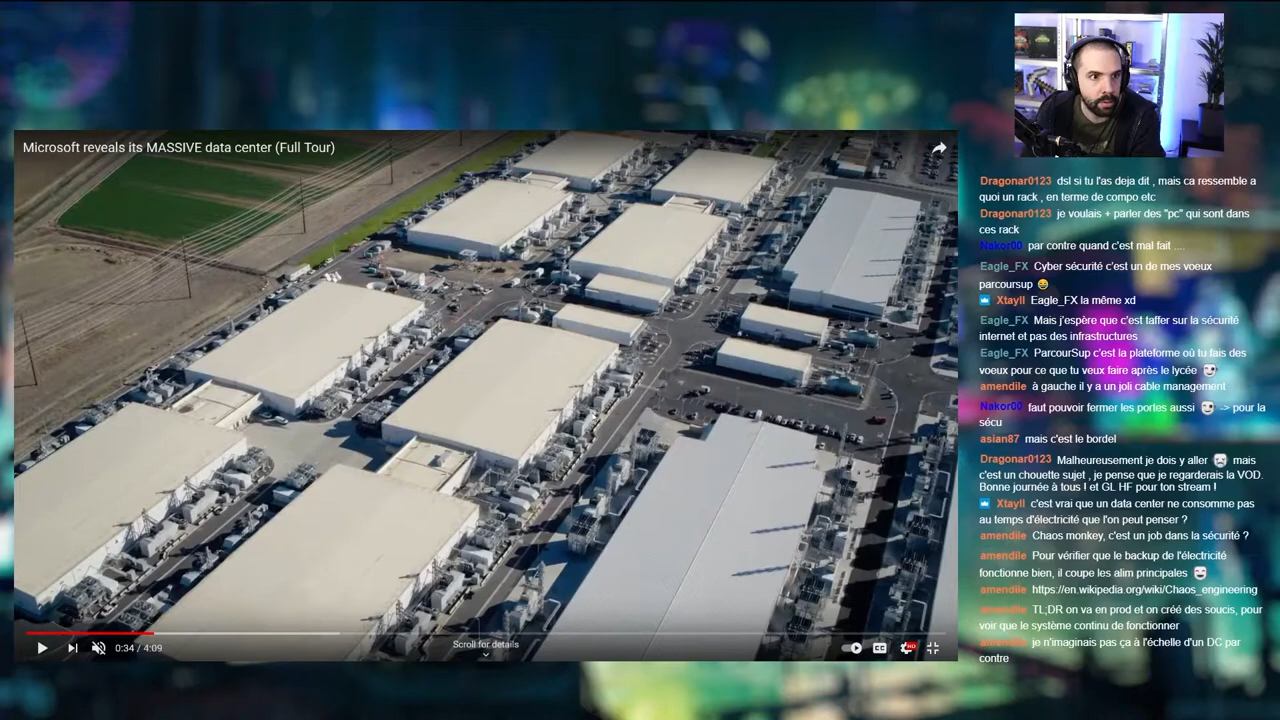 Microsoft reveals its MASSIVE data center (Full Tour)
Scroll for details
0:34 / 4:09
CC
HD
Dragonar0123 dsl si tu l'as deja dit , mais ca ressemble a
quoi un rack , en terme de compo etc
Dragonar0123 je voulais + parler des "pc" qui sont dans
ces rack
Nakor00 par contre quand c'est mal fait ....
Eagle_FX Cyber sécurité c'est un de mes voeux
parcoursup
Xtayll Eagle_FX la même xd
Eagle_FX Mais j'espère que c'est taffer sur la sécurité
internet et pas des infrastructures
Eagle_FX ParcourSup c'est la plateforme où tu fais des
voeux pour ce que tu veux faire après le lycée
amendile à gauche il y a un joli cable management
Nakor00 faut pouvoir fermer les portes aussi -> pour la
sécu
asian87 mais c'est le bordel
Dragonar0123 Malheureusement je dois y aller mais
c'est un chouette sujet , je pense que je regarderais la VOD.
Bonne journée à tous ! et GL HF pour ton stream !
Xtayll c'est vrai que un data center ne consomme pas
au temps d'électricité que l'on peut penser ?
amendile Chaos monkey, c'est un job dans la sécurité ?
amendile Pour vérifier que le backup de l'électricité
fonctionne bien, il coupe les alim principales
amendile https://en.wikipedia.org/wiki/Chaos_engineering
amendile TL;DR on va en prod et on créé des soucis, pour
voir que le système continu de fonctionner
amendile je n'imaginais pas ça à l'échelle d'un DC par
contre